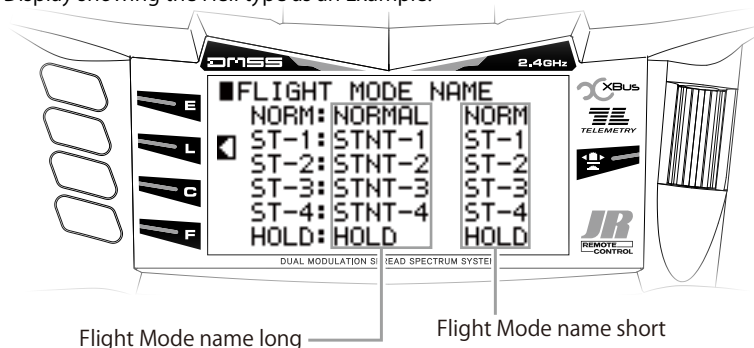 Display showing the Heli type as an Example.
DMSS 2.4GHz
■FLIGHT MODE NAME
NORM: NORMAL NORM
ST-1: STNT-1 ST-1
ST-2: STNT-2 ST-2
ST-3: STNT-3 ST-3
ST-4: STNT-4 ST-4
HOLD: HOLD HOLD
E
L
C
F
XBus
TELEMETRY
JR
REMOTE
CONTROL
DUAL MODULATION SPREAD SPECTRUM SYSTEM
Flight Mode name long
Flight Mode name short